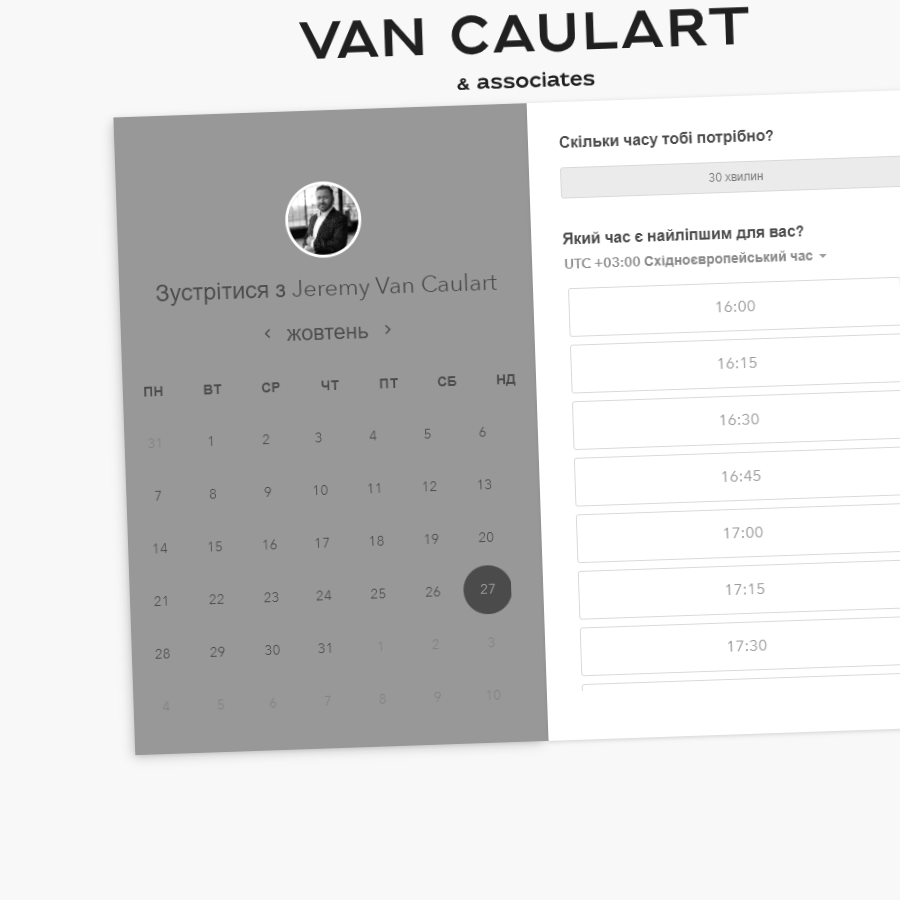 VAN CAULART
& associates
Зустрітися з Jeremy Van Caulart
жовтень
ПН ВТ СР ЧТ ПТ СБ НД
31 1 2 3 4 5 6
7 8 9 10 11 12 13
14 15 16 17 18 19 20
21 22 23 24 25 26 27
28 29 30 31 1 2 3
4 5 6 7 8 9 10
Скільки часу тобі потрібно?
30 хвилин
Який час є найліпшим для вас?
UTC +03:00 Східноєвропейський час
16:00
16:15
16:30
16:45
17:00
17:15
17:30